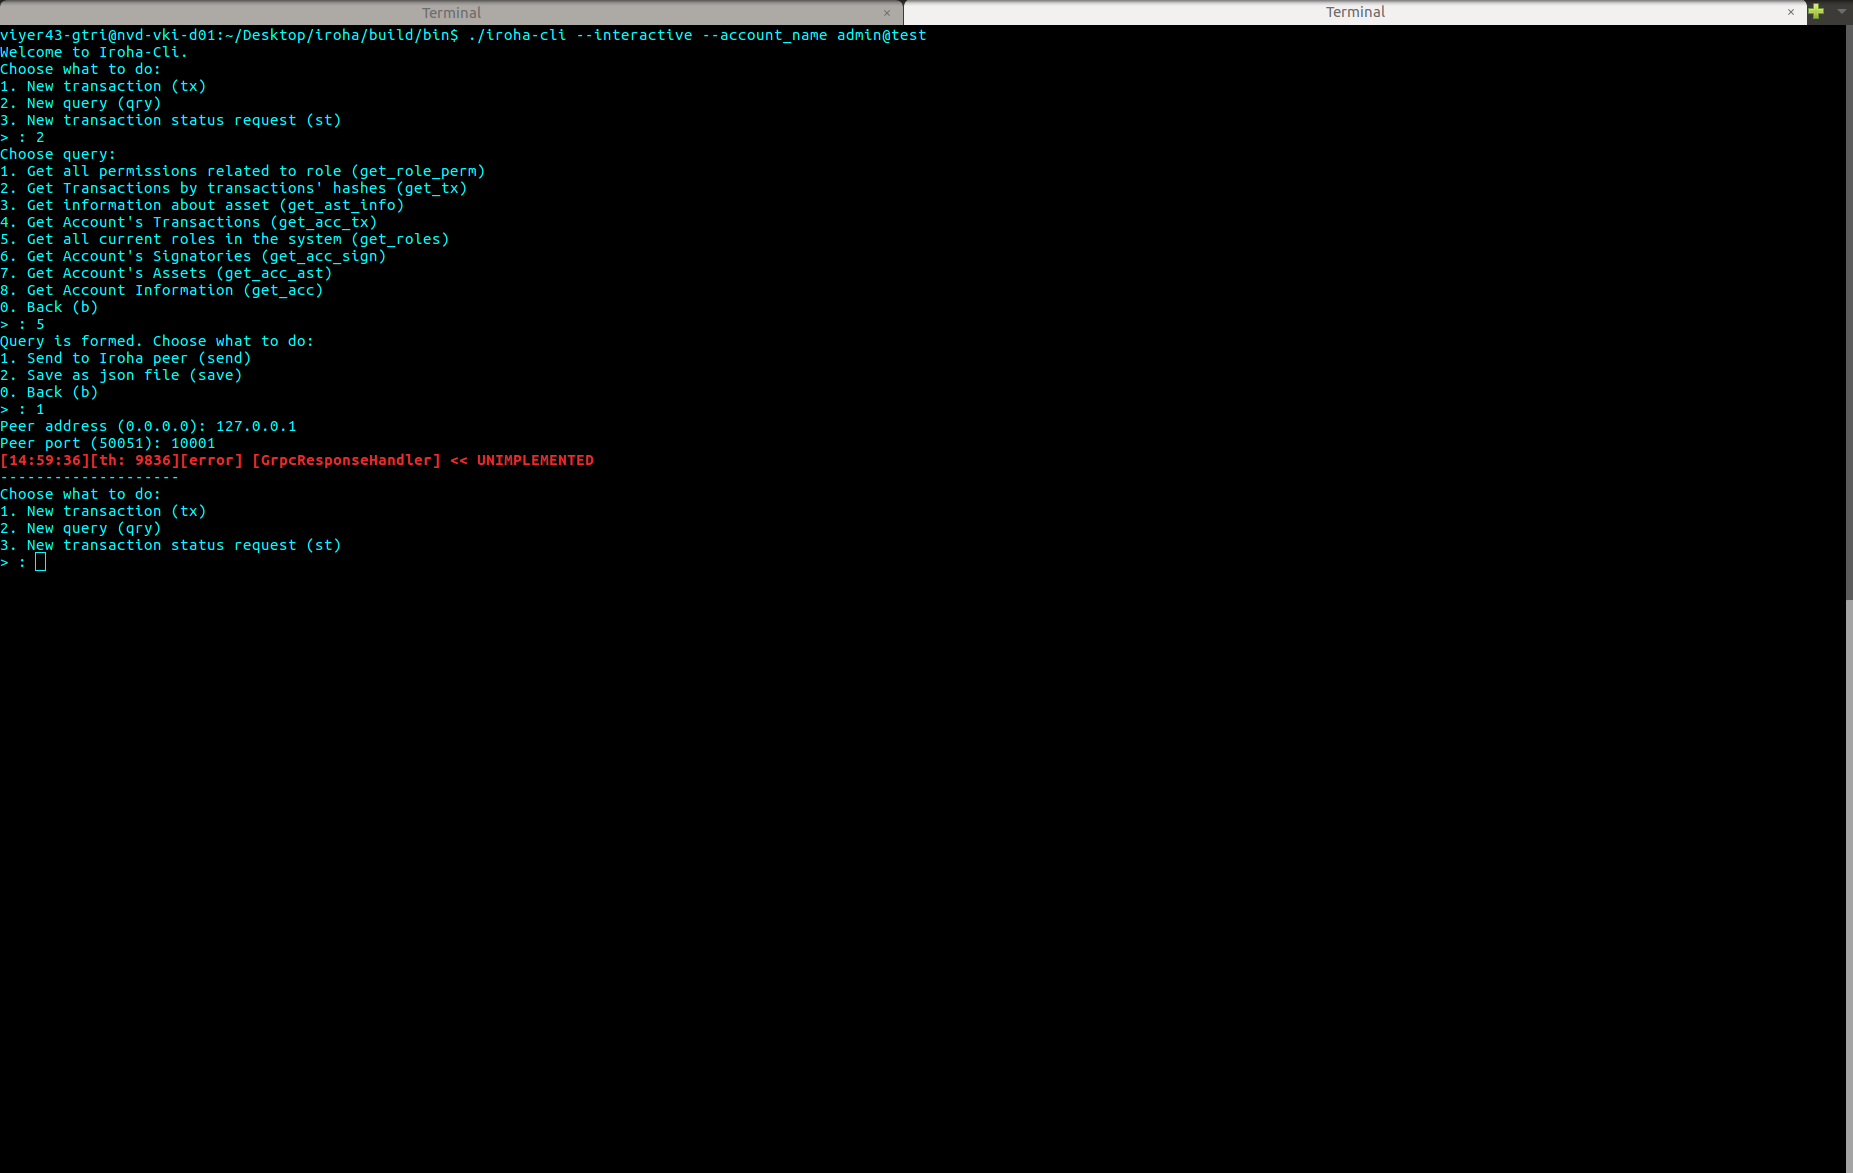 Terminal × Terminal ×
viyer43-gtri@nvd-vki-d01:~/Desktop/iroha/build/bin$ ./iroha-cli --interactive --account_name admin@test
Welcome to Iroha-Cli.
Choose what to do:
1. New transaction (tx)
2. New query (qry)
3. New transaction status request (st)
> : 2
Choose query:
1. Get all permissions related to role (get_role_perm)
2. Get Transactions by transactions' hashes (get_tx)
3. Get information about asset (get_ast_info)
4. Get Account's Transactions (get_acc_tx)
5. Get all current roles in the system (get_roles)
6. Get Account's Signatories (get_acc_sign)
7. Get Account's Assets (get_acc_ast)
8. Get Account Information (get_acc)
0. Back (b)
> : 5
Query is formed. Choose what to do:
1. Send to Iroha peer (send)
2. Save as json file (save)
0. Back (b)
> : 1
Peer address (0.0.0.0): 127.0.0.1
Peer port (50051): 10001
[14:59:36][th: 9836][error] [GrpcResponseHandler] << UNIMPLEMENTED
--------------------
Choose what to do:
1. New transaction (tx)
2. New query (qry)
3. New transaction status request (st)
> :